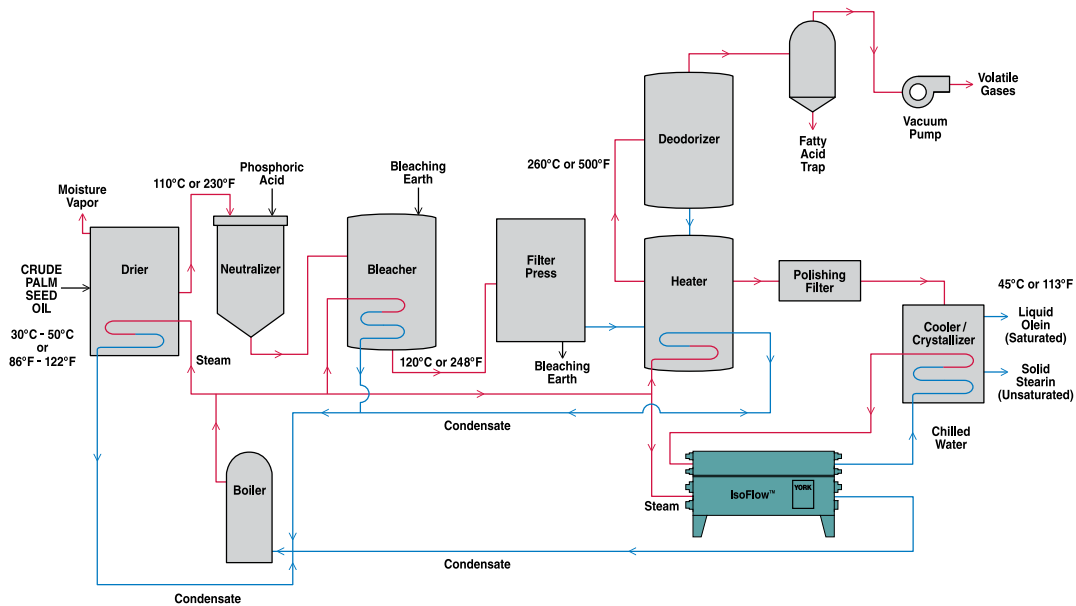 Volatile
Gases
Vacuum
Pump
Fatty
Acid
Trap
Deodorizer
260°C or 500°F
Phosphoric
Acid
Bleaching
Earth
110°C or 230°F
Moisture
Vapor
CRUDE
PALM
SEED
OIL
30°C - 50°C
or
86°F - 122°F
Drier
Neutralizer
Bleacher
Filter
Press
Heater
Polishing
Filter
Cooler/
Crystallizer
45°C or 113°F
Liquid
Olein
(Saturated)
Solid
Stearin
(Unsaturated)
Steam
120°C or 248°F
Bleaching
Earth
Condensate
Chilled
Water
Boiler
Steam
IsoFlow™
YORK
Condensate
Condensate